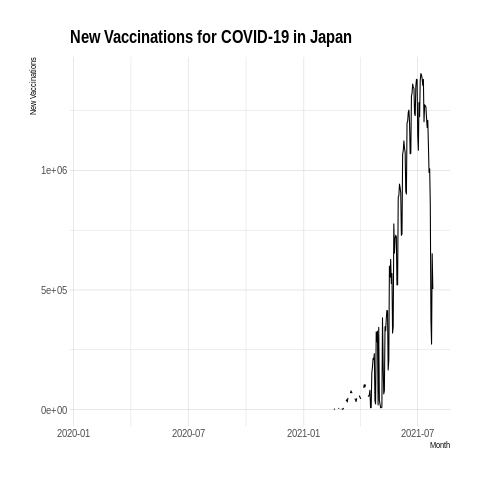 New Vaccinations for COVID-19 in Japan
New Vaccinations
1e+06
5e+05
0e+00
2020-01 2020-07 2021-01 2021-07
Month